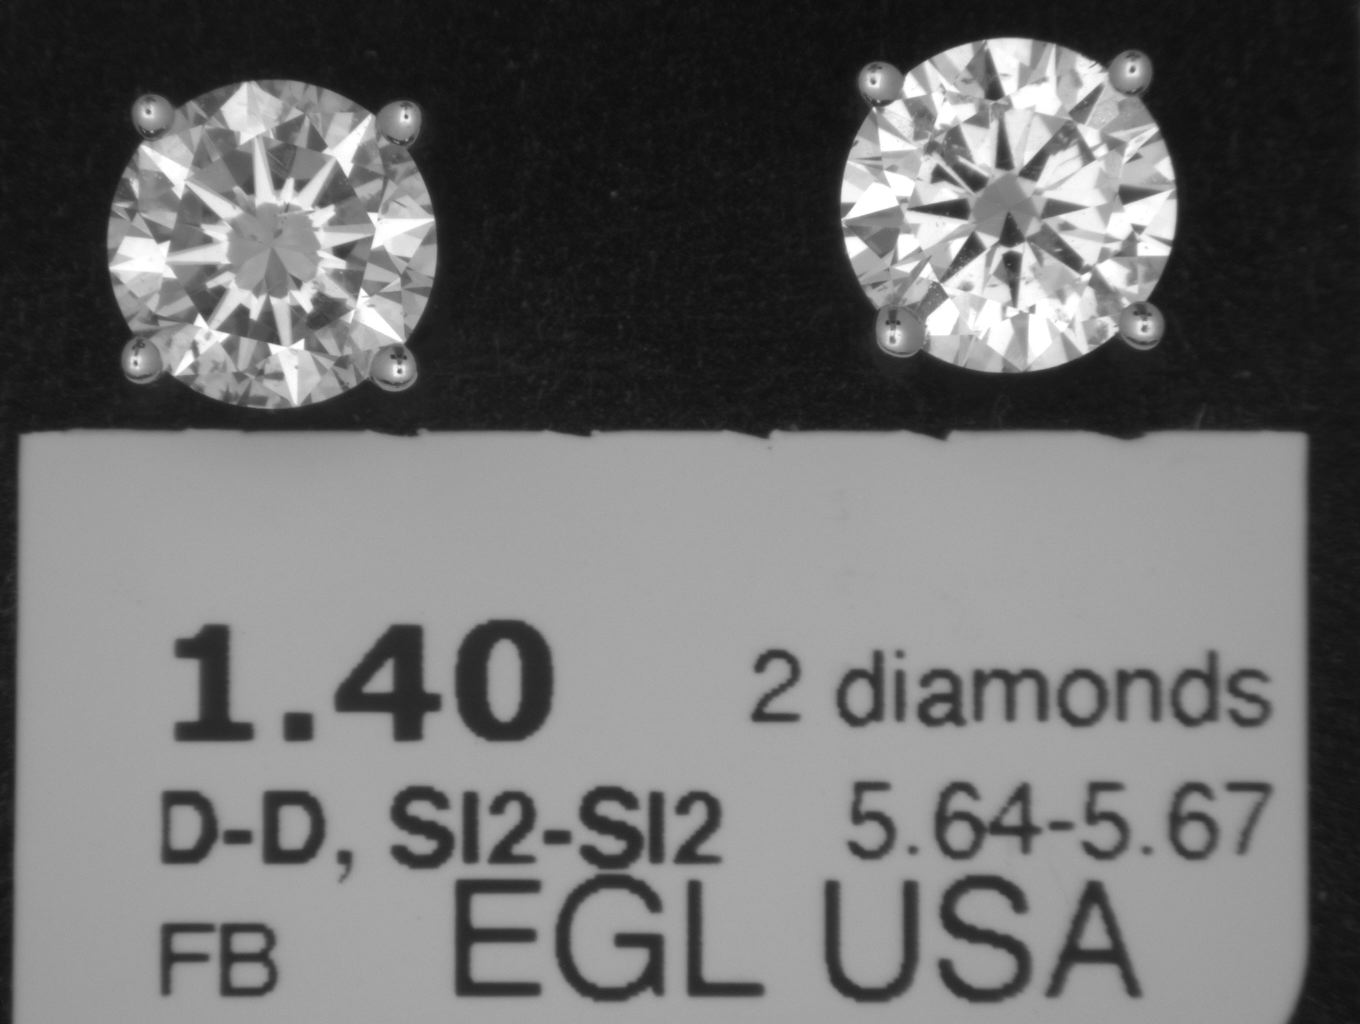 1.40 2 diamonds
D-D, SI2-SI2 5.64-5.67
FB EGL USA